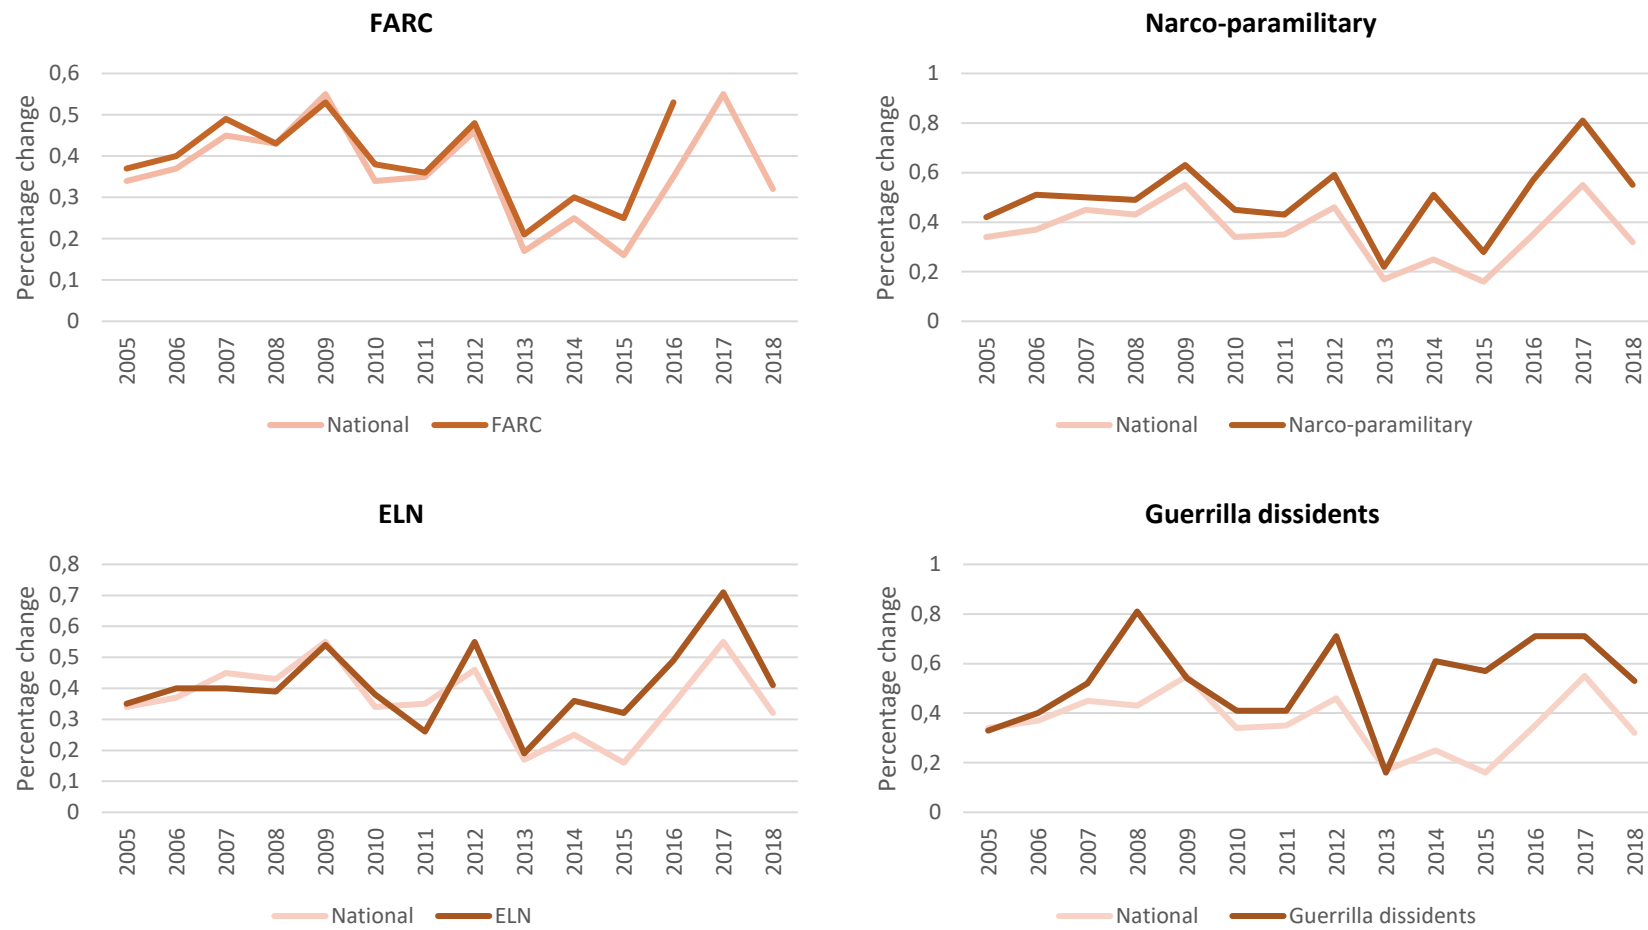 FARC
Percentage change
0,6
0,5
0,4
0,3
0,2
0,1
0
2005 2006 2007 2008 2009 2010 2011 2012 2013 2014 2015 2016 2017 2018
National FARC
Narco-paramilitary
Percentage change
1
0,8
0,6
0,4
0,2
0
2005 2006 2007 2008 2009 2010 2011 2012 2013 2014 2015 2016 2017 2018
National Narco-paramilitary
ELN
Percentage change
0,8
0,7
0,6
0,5
0,4
0,3
0,2
0,1
0
2005 2006 2007 2008 2009 2010 2011 2012 2013 2014 2015 2016 2017 2018
National ELN
Guerrilla dissidents
Percentage change
1
0,8
0,6
0,4
0,2
0
2005 2006 2007 2008 2009 2010 2011 2012 2013 2014 2015 2016 2017 2018
National Guerrilla dissidents